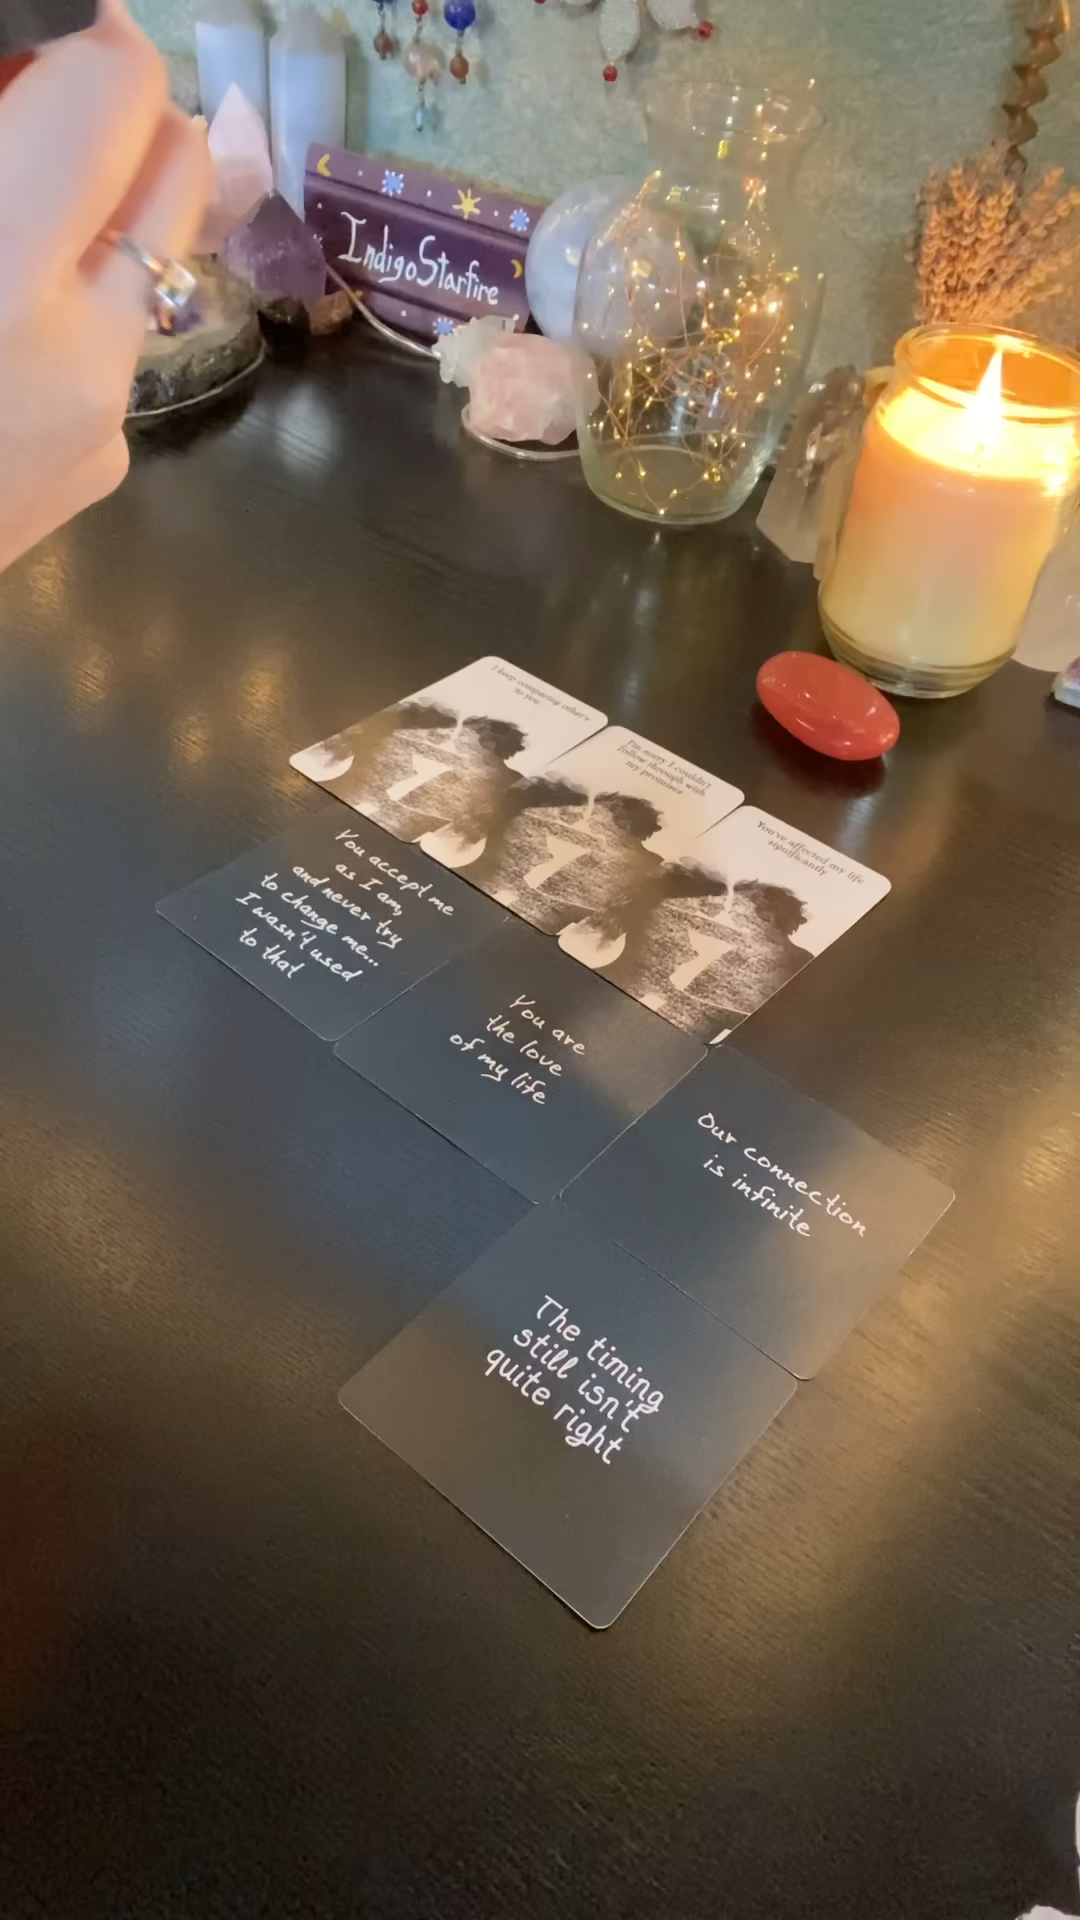 IndigoStarfire
I keep comparing other's
to you
I'm sorry I couldn't
follow through with
my promises
You've affected my life
significantly
You accept me
as I am,
and never try
to change me...
I wasn't used
to that
You are
the love
of my life
Our connection
is infinite
The timing
still isn't
quite right